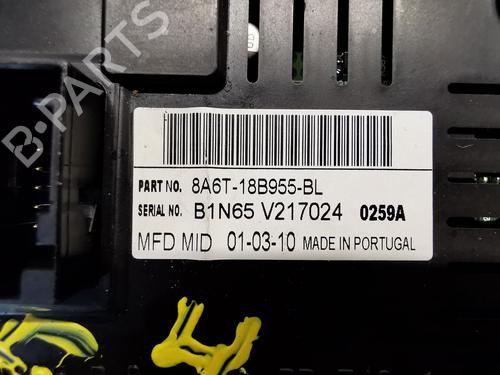 B-PARTS
PART NO. 8A6T-18B955-BL
SERIAL NO. B1N65 V217024 0259A
MFD MID 01-03-10 MADE IN PORTUGAL